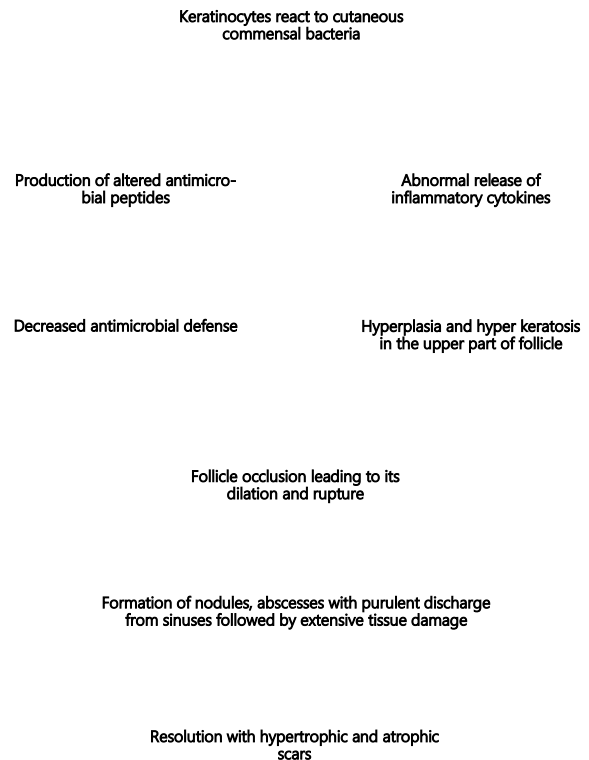 Keratinocytes react to cutaneous
commensal bacteria
Production of altered antimicro-
bial peptides
Abnormal release of
inflammatory cytokines
Decreased antimicrobial defense
Hyperplasia and hyper keratosis
in the upper part of follicle
Follicle occlusion leading to its
dilation and rupture
Formation of nodules, abscesses with purulent discharge
from sinuses followed by extensive tissue damage
Resolution with hypertrophic and atrophic
scars